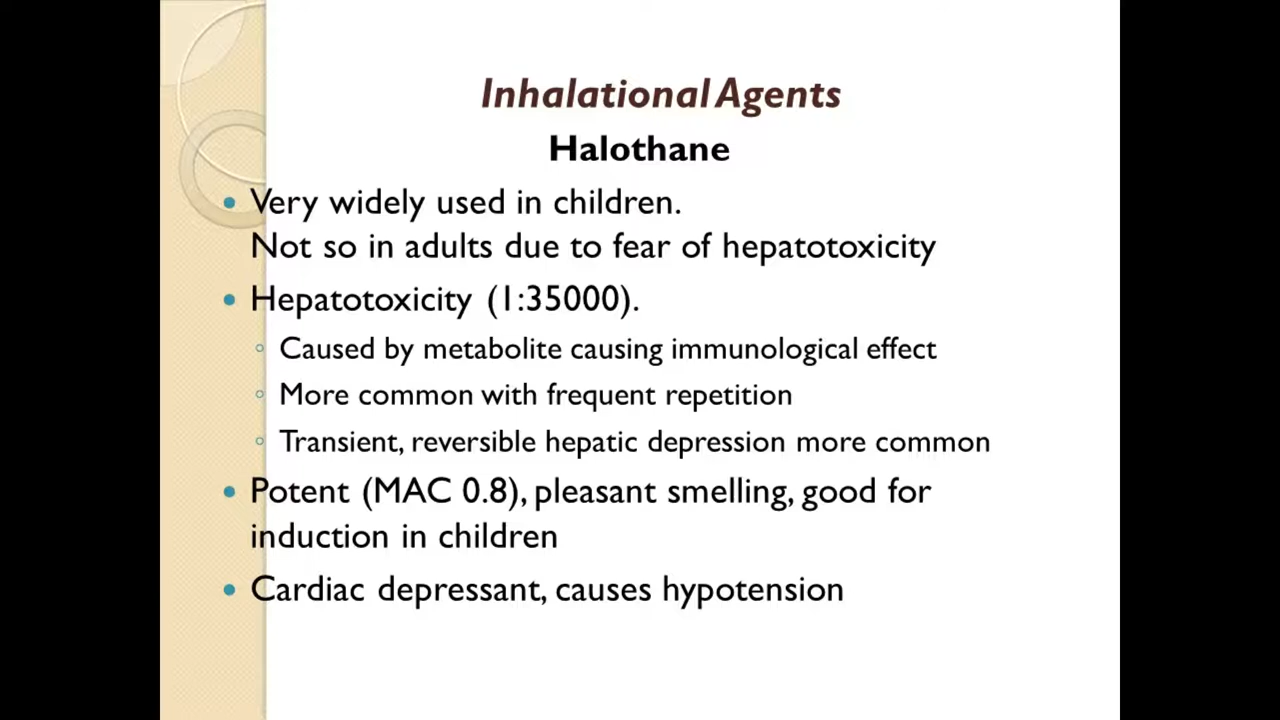 Inhalational Agents
Halothane
• Very widely used in children.
Not so in adults due to fear of hepatotoxicity
• Hepatotoxicity (1:35000).
◦ Caused by metabolite causing immunological effect
◦ More common with frequent repetition
◦ Transient, reversible hepatic depression more common
• Potent (MAC 0.8), pleasant smelling, good for
induction in children
• Cardiac depressant, causes hypotension